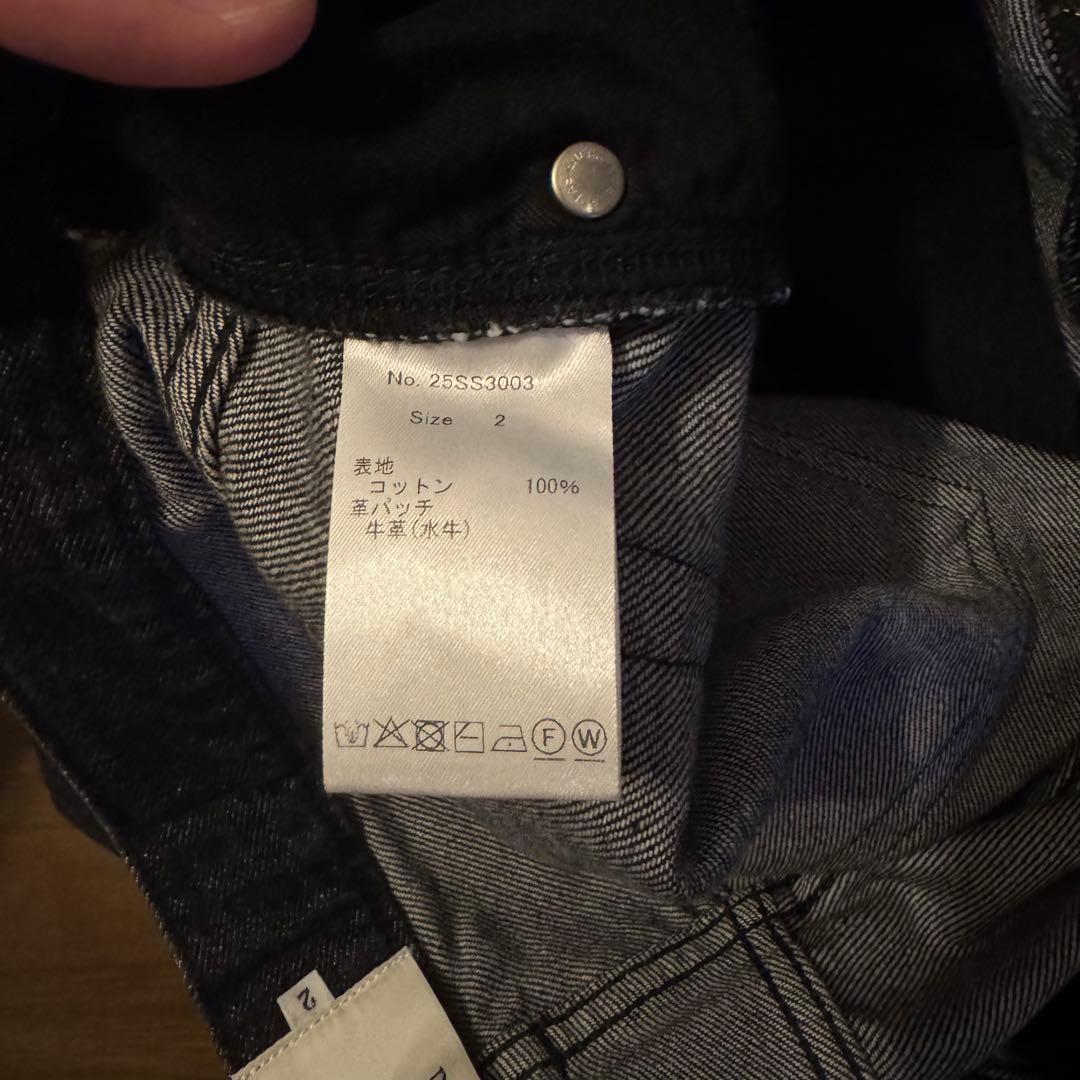 No. 25SS3003
Size 2
表地
コットン 100%
革パッチ
牛革(水牛)
F W
2